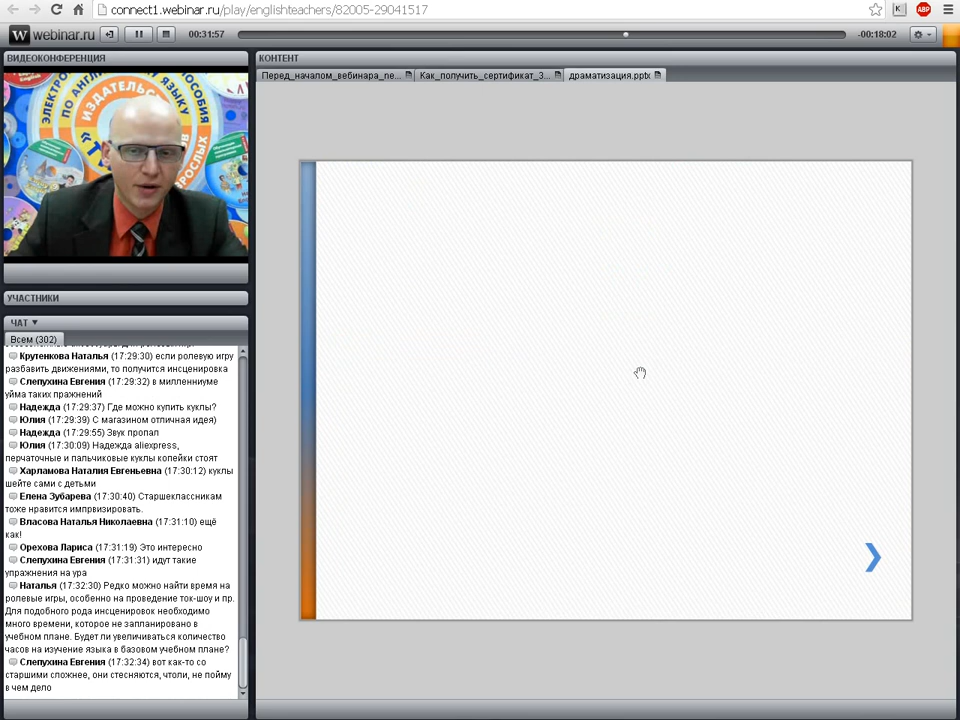 connect1.webinar.ru/play/englishteachers/82005-29041517
W webinar.ru
00:31:57
-00:18:02
ВИДЕОКОНФЕРЕНЦИЯ
ЭЛЕКТРО
ПОСОБИЯ
ПО АН
ЯЗЫКУ
ИЗДАТЕЛЬС
КОНТЕНТ
Перед_началом_вебинара_пе...
Как_получить_сертификат_3...
драматизация.pptx
УЧАСТНИКИ
ЧАТ
Всем (302)
Крутенкова Наталья (17:29:30) если ролевую игру
разбавить движениями, то получится инсценировка
Слепухина Евгения (17:29:32) в миллениуме
уйма таких пражнений
Надежда (17:29:37) Где можно купить куклы?
Юлия (17:29:39) С магазином отличная идея)
Надежда (17:29:55) Звук пропал
Юлия (17:30:09) Надежда aliexpress,
перчаточные и пальчиковые куклы копейки стоят
Харламова Наталия Евгеньевна (17:30:12) куклы
шейте сами с детьми
Елена Зубарева (17:30:40) Старшеклассникам
тоже нравится импрвизировать.
Власова Наталья Николаевна (17:31:10) ещё
как!
Орехова Лариса (17:31:19) Это интересно
Слепухина Евгения (17:31:31) идут такие
упражнения на ура
Наталья (17:32:30) Редко можно найти время на
ролевые игры, особенно на проведение ток-шоу и пр.
Для подобного рода инсценировок необходимо
много времени, которое не запланировано в
учебном плане. Будет ли увеличиваться количество
часов на изучение языка в базовом учебном плане?
Слепухина Евгения (17:32:34) вот как-то со
старшими сложнее, они стесняются, чтоли, не пойму
в чем дело